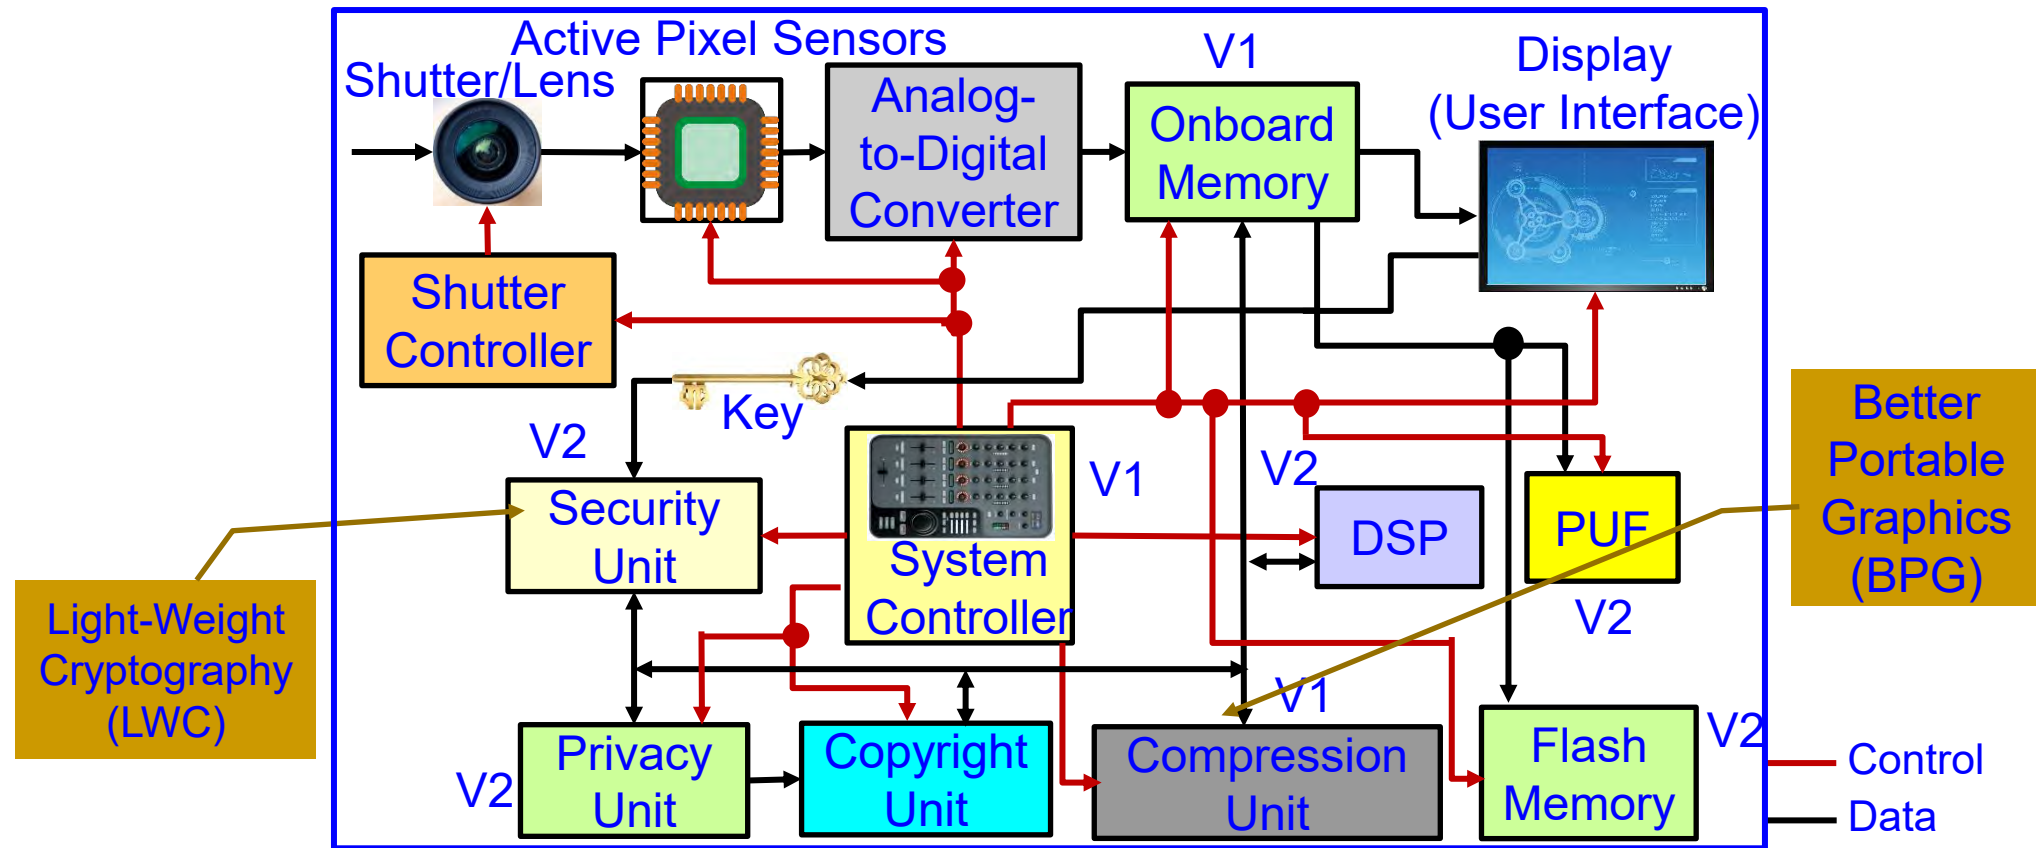 Active Pixel Sensors
Shutter/Lens
Analog-
to-Digital
Converter
V1
Onboard
Memory
Display
(User Interface)
Shutter
Controller
Key
V2
Security
Unit
System
Controller
V1
V2
DSP
PUF
V2
Better
Portable
Graphics
(BPG)
Light-Weight
Cryptography
(LWC)
V2
Privacy
Unit
Copyright
Unit
V1
Compression
Unit
Flash
Memory
V2
Control
Data